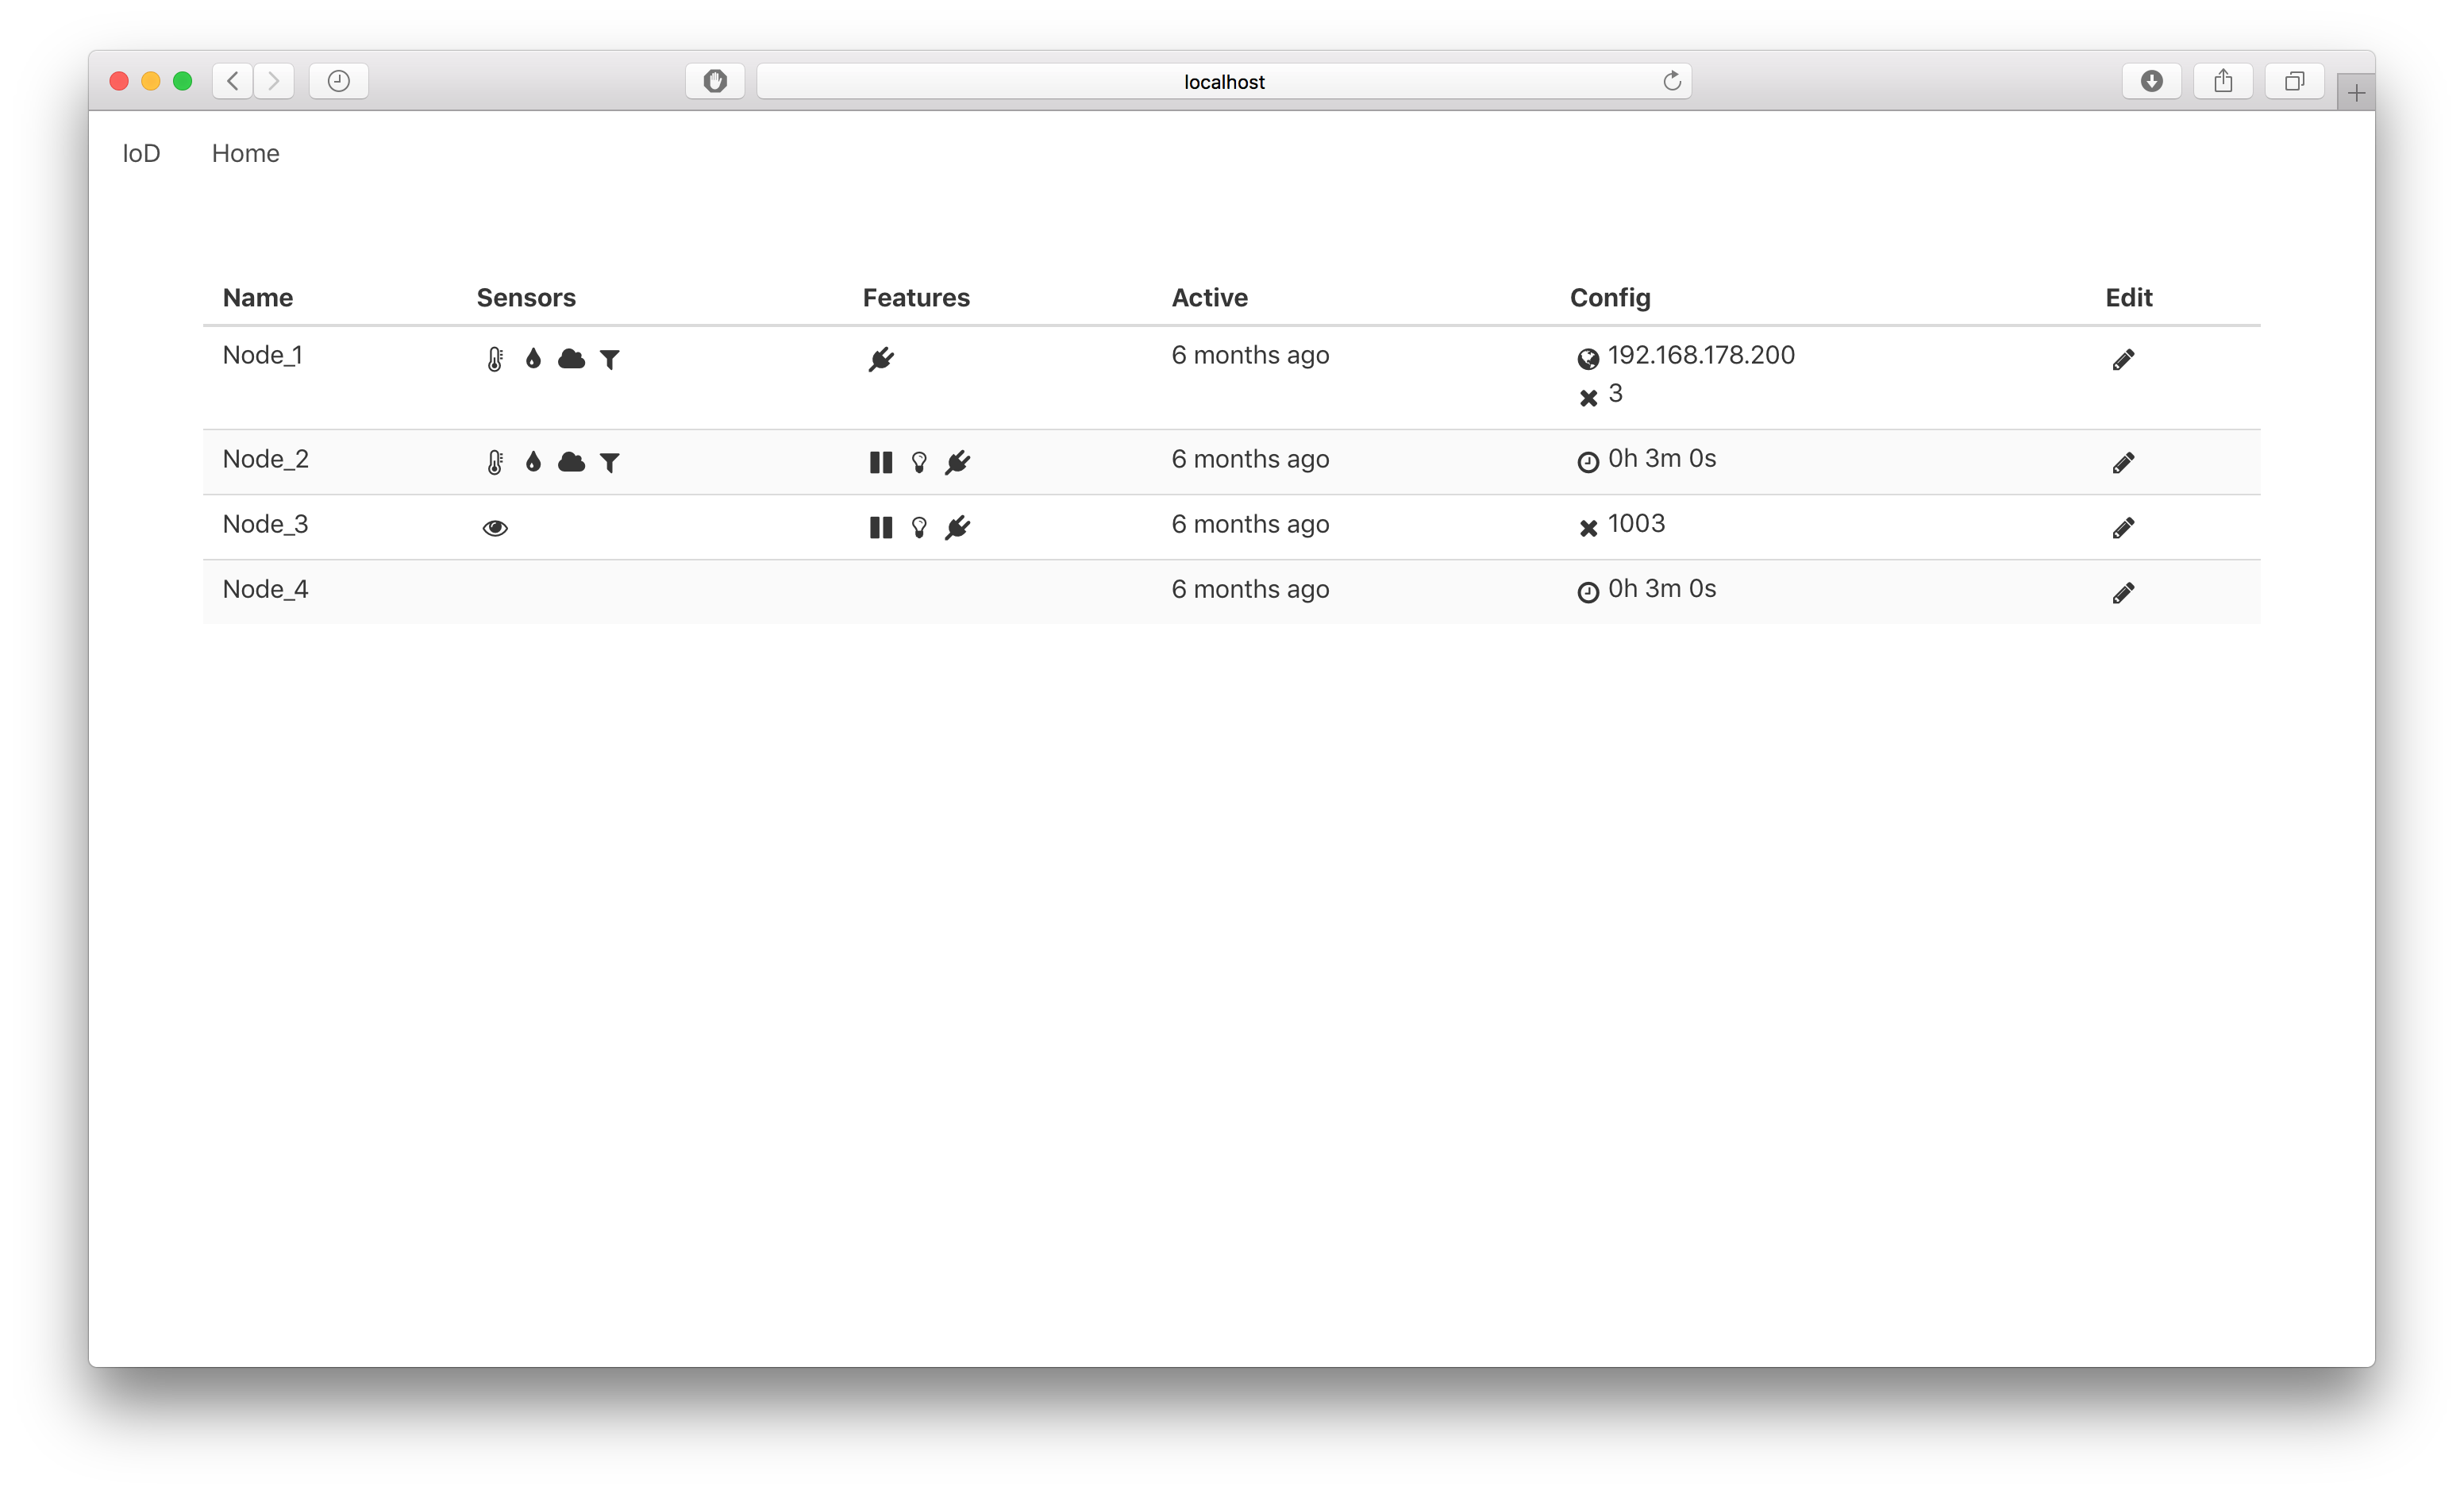 localhost
IoD Home
Name Sensors Features Active Config Edit
Node_1 6 months ago 192.168.178.200
3
Node_2 6 months ago 0h 3m 0s
Node_3 6 months ago 1003
Node_4 6 months ago 0h 3m 0s